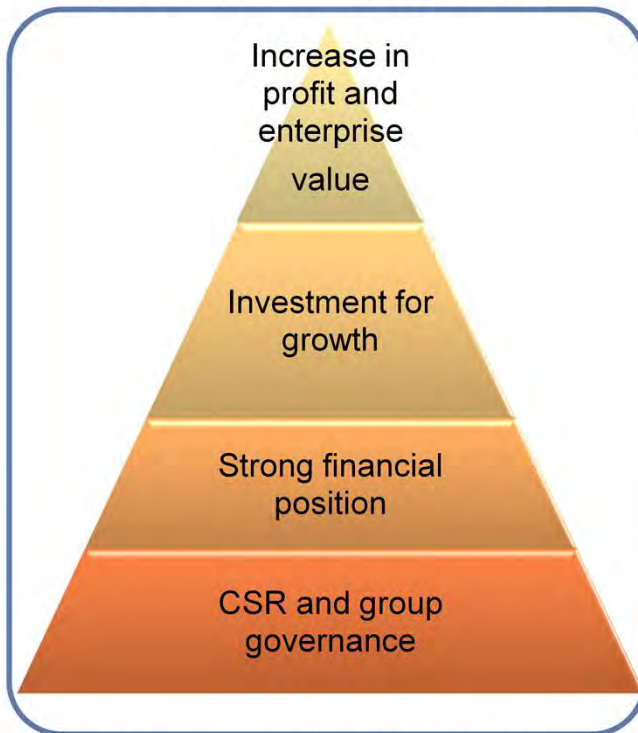 Increase in
profit and
enterprise
value
Investment for
growth
Strong financial
position
CSR and group
governance